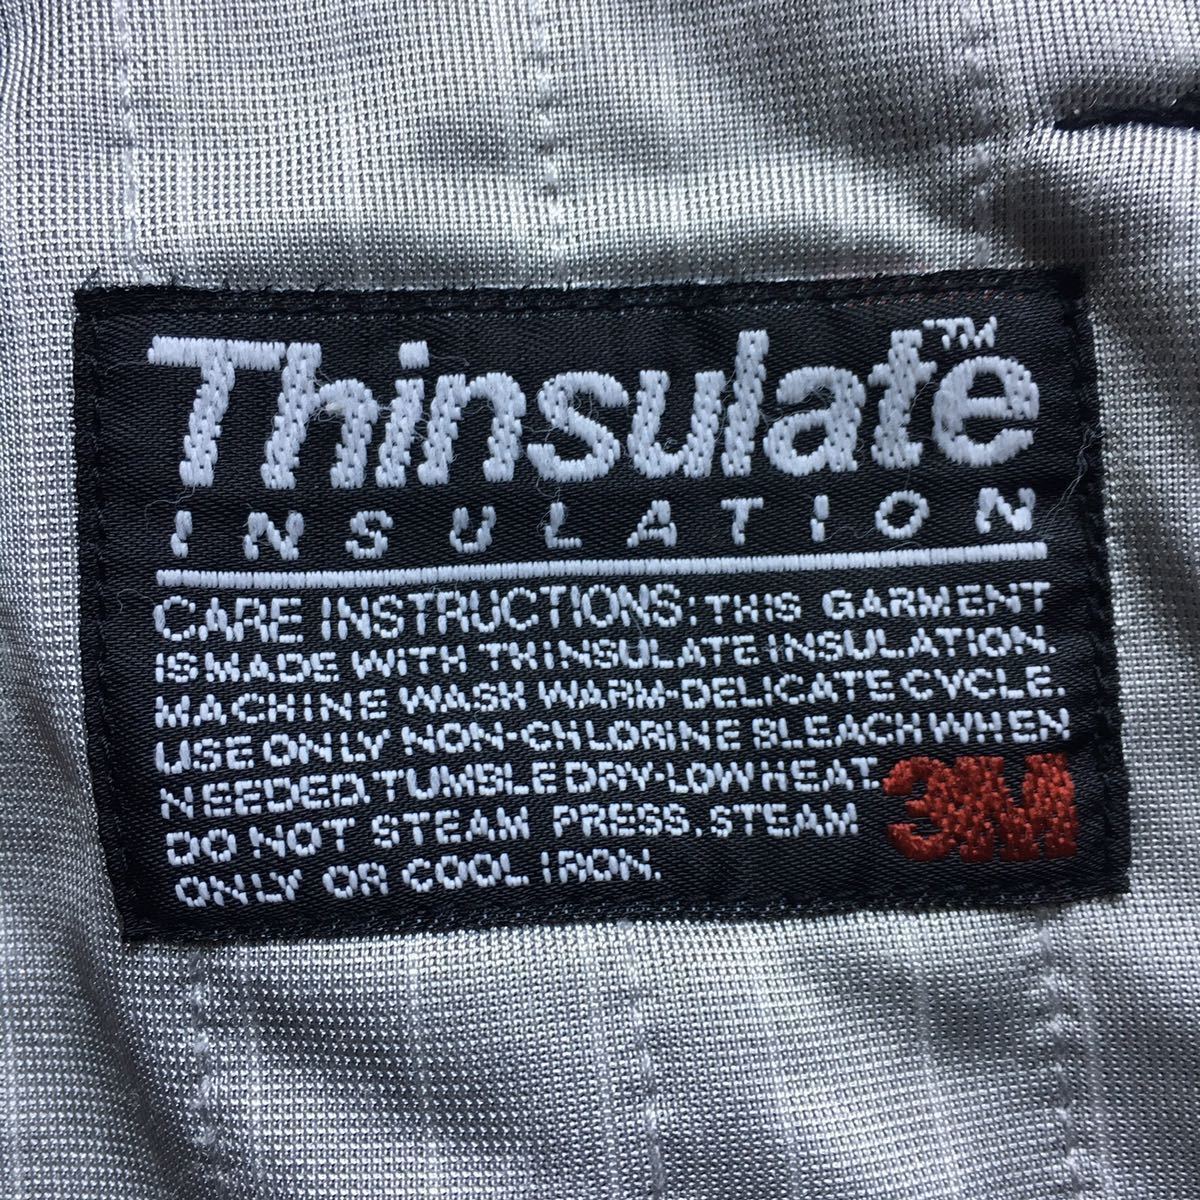 Thinsulate™
INSULATION
CARE INSTRUCTIONS: THIS GARMENT
IS MADE WITH THINSULATE INSULATION.
MACHINE WASH WARM-DELICATE CYCLE.
USE ONLY NON-CHLORINE BLEACH WHEN
NEEDED. TUMBLE DRY-LOW HEAT.
DO NOT STEAM PRESS. STEAM
ONLY OR COOL IRON.
3M